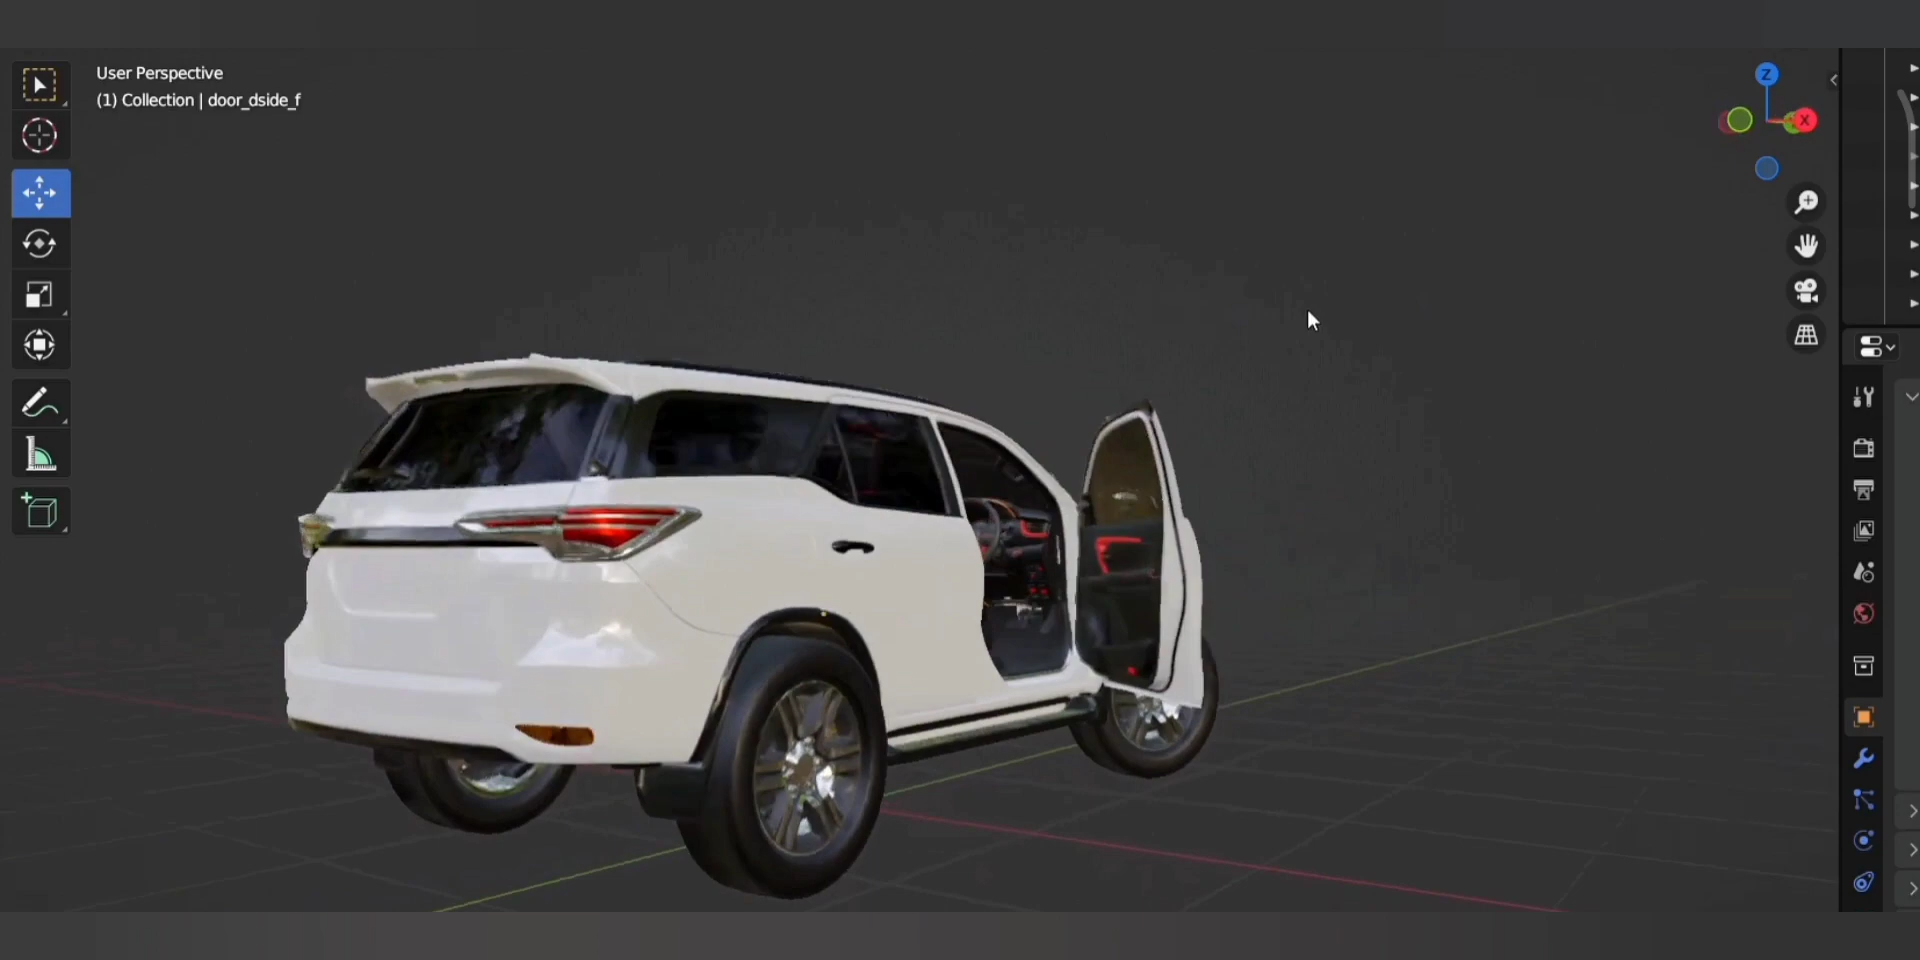 User Perspective
(1) Collection | door_dside_f
Z
X